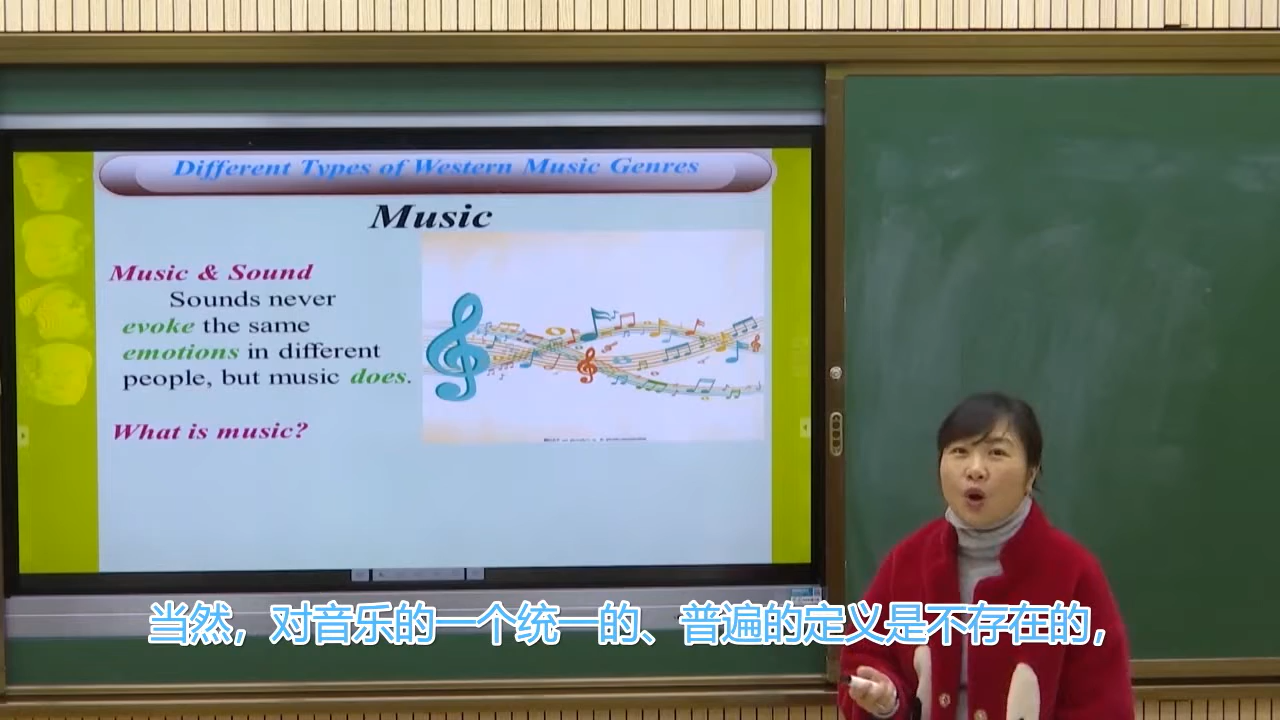 Different Types of Western Music Genres
Music
Music & Sound
Sounds never
evoke the same
emotions in different
people, but music does.
What is music?
当然，对音乐的一个统一的、普遍的定义是不存在的，